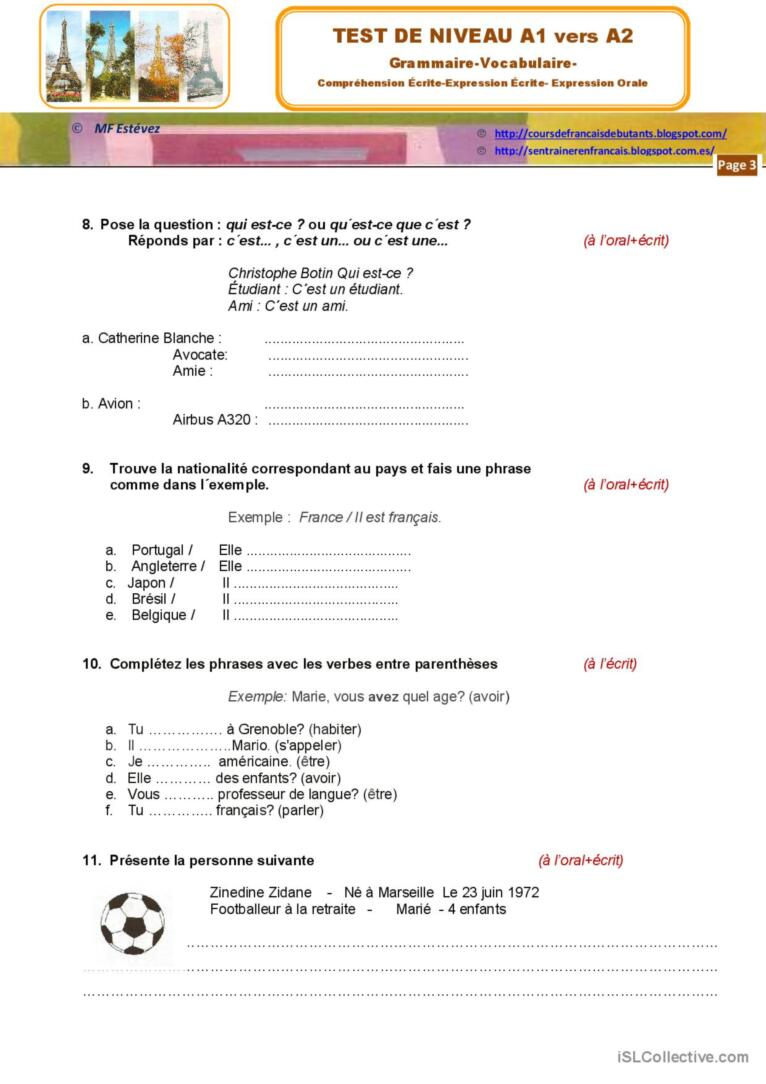 TEST DE NIVEAU A1 vers A2
Grammaire-Vocabulaire-
Compréhension Écrite-Expression Écrite- Expression Orale
© MF Estévez
© http://coursdefrancaisdebutants.blogspot.com/
© http://sentrainerenfrancais.blogspot.com.es/
Page 3
8. Pose la question : qui est-ce ? ou qu´est-ce que c´est ?
Réponds par : c´est... , c´est un... ou c´est une... (à l'oral+écrit)
Christophe Botin Qui est-ce ?
Étudiant : C´est un étudiant.
Ami : C´est un ami.
a. Catherine Blanche : ..................................................
Avocate: ...................................................
Amie : ...................................................
b. Avion : ...................................................
Airbus A320 : ...................................................
9. Trouve la nationalité correspondant au pays et fais une phrase
comme dans l´exemple. (à l'oral+écrit)
Exemple : France / Il est français.
a. Portugal / Elle ..........................................
b. Angleterre / Elle ..........................................
c. Japon / Il ..........................................
d. Brésil / Il ..........................................
e. Belgique / Il ..........................................
10. Complétez les phrases avec les verbes entre parenthèses (à l'écrit)
Exemple: Marie, vous avez quel age? (avoir)
a. Tu ................ à Grenoble? (habiter)
b. Il .....................Mario. (s'appeler)
c. Je .............. américaine. (être)
d. Elle ............ des enfants? (avoir)
e. Vous ........... professeur de langue? (être)
f. Tu .............. français? (parler)
11. Présente la personne suivante (à l'oral+écrit)
Zinedine Zidane - Né à Marseille Le 23 juin 1972
Footballeur à la retraite - Marié - 4 enfants
..................................................................................................................
..................................................................................................................
..................................................................................................................
iSLCollective.com